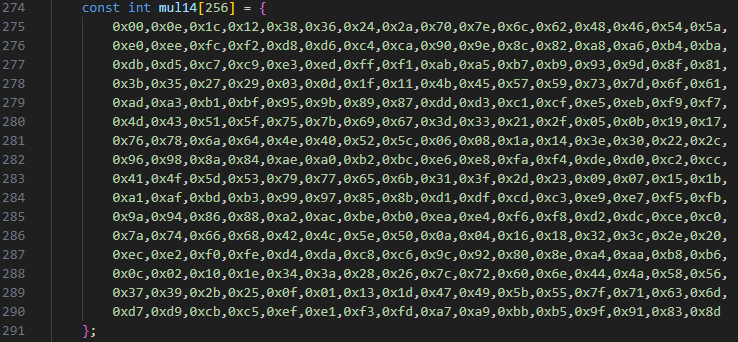 274 const int mul14[256] = {
275 0x00,0x0e,0x1c,0x12,0x38,0x36,0x24,0x2a,0x70,0x7e,0x6c,0x62,0x48,0x46,0x54,0x5a,
276 0xe0,0xee,0xfc,0xf2,0xd8,0xd6,0xc4,0xca,0x90,0x9e,0x8c,0x82,0xa8,0xa6,0xb4,0xba,
277 0xdb,0xd5,0xc7,0xc9,0xe3,0xed,0xff,0xf1,0xab,0xa5,0xb7,0xb9,0x93,0x9d,0x8f,0x81,
278 0x3b,0x35,0x27,0x29,0x03,0x0d,0x1f,0x11,0x4b,0x45,0x57,0x59,0x73,0x7d,0x6f,0x61,
279 0xad,0xa3,0xb1,0xbf,0x95,0x9b,0x89,0x87,0xdd,0xd3,0xc1,0xcf,0xe5,0xeb,0xf9,0xf7,
280 0x4d,0x43,0x51,0x5f,0x75,0x7b,0x69,0x67,0x3d,0x33,0x21,0x2f,0x05,0x0b,0x19,0x17,
281 0x76,0x78,0x6a,0x64,0x4e,0x40,0x52,0x5c,0x06,0x08,0x1a,0x14,0x3e,0x30,0x22,0x2c,
282 0x96,0x98,0x8a,0x84,0xae,0xa0,0xb2,0xbc,0xe6,0xe8,0xfa,0xf4,0xde,0xd0,0xc2,0xcc,
283 0x41,0x4f,0x5d,0x53,0x79,0x77,0x65,0x6b,0x31,0x3f,0x2d,0x23,0x09,0x07,0x15,0x1b,
284 0xa1,0xaf,0xbd,0xb3,0x99,0x97,0x85,0x8b,0xd1,0xdf,0xcd,0xc3,0xe9,0xe7,0xf5,0xfb,
285 0x9a,0x94,0x86,0x88,0xa2,0xac,0xbe,0xb0,0xea,0xe4,0xf6,0xf8,0xd2,0xdc,0xce,0xc0,
286 0x7a,0x74,0x66,0x68,0x42,0x4c,0x5e,0x50,0x0a,0x04,0x16,0x18,0x32,0x3c,0x2e,0x20,
287 0xec,0xe2,0xf0,0xfe,0xd4,0xda,0xc8,0xc6,0x9c,0x92,0x80,0x8e,0xa4,0xaa,0xb8,0xb6,
288 0x0c,0x02,0x10,0x1e,0x34,0x3a,0x28,0x26,0x7c,0x72,0x60,0x6e,0x44,0x4a,0x58,0x56,
289 0x37,0x39,0x2b,0x25,0x0f,0x01,0x13,0x1d,0x47,0x49,0x5b,0x55,0x7f,0x71,0x63,0x6d,
290 0xd7,0xd9,0xcb,0xc5,0xef,0xe1,0xf3,0xfd,0xa7,0xa9,0xbb,0xb5,0x9f,0x91,0x83,0x8d
291 };